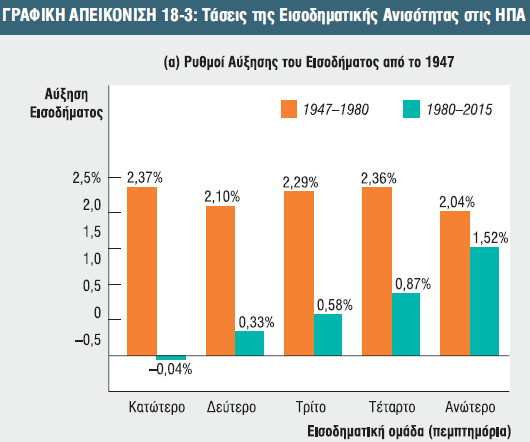 ΓΡΑΦΙΚΗ ΑΠΕΙΚΟΝΙΣΗ 18-3: Τάσεις της Εισοδηματικής Ανισότητας στις ΗΠΑ
(α) Ρυθμοί Αύξησης του Εισοδήματος από το 1947
Αύξηση
Εισοδήματος
1947–1980
1980–2015
2,5%
2,0
1,5
1,0
0,5
0
–0,5
2,37%
–0,04%
2,10%
0,33%
2,29%
0,58%
2,36%
0,87%
2,04%
1,52%
Κατώτερο
Δεύτερο
Τρίτο
Τέταρτο
Ανώτερο
Εισοδηματική ομάδα (πεμπτημόρια)